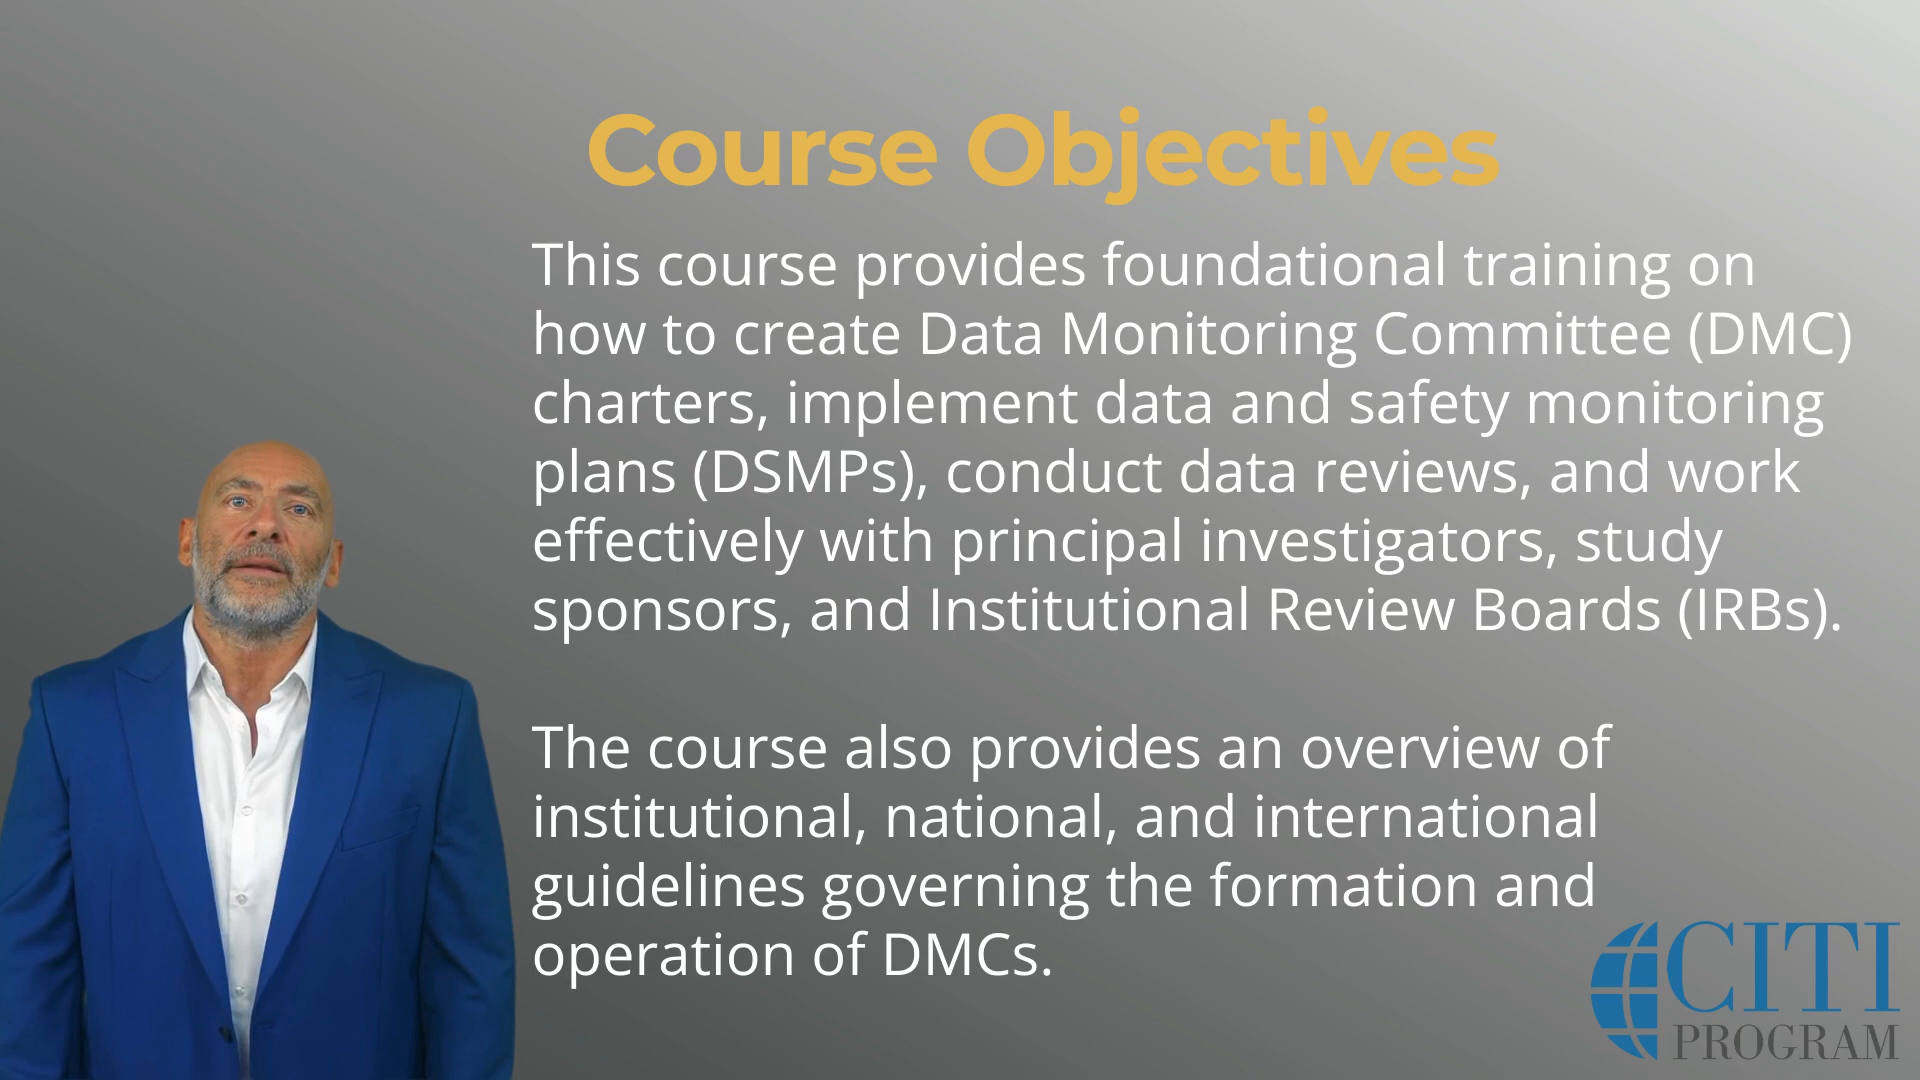 Course Objectives
This course provides foundational training on
how to create Data Monitoring Committee (DMC)
charters, implement data and safety monitoring
plans (DSMPs), conduct data reviews, and work
effectively with principal investigators, study
sponsors, and Institutional Review Boards (IRBs).
The course also provides an overview of
institutional, national, and international
guidelines governing the formation and
operation of DMCs.
CITI
PROGRAM